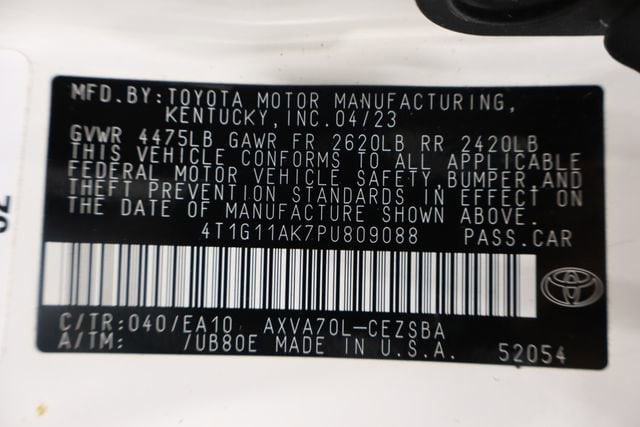 MFD.BY:TOYOTA MOTOR MANUFACTURING,
KENTUCKY,INC.04/23
GVWR 4475LB GAWR FR 2620LB RR 2420LB
THIS VEHICLE CONFORMS TO ALL APPLICABLE
FEDERAL MOTOR VEHICLE SAFETY,BUMPER,AND
THEFT PREVENTION STANDARDS IN EFFECT ON
THE DATE OF MANUFACTURE SHOWN ABOVE.
4T1G11AK7PU809088 PASS.CAR
C/TR:040/EA10 AXVA70L-CEZSBA
A/TM: /UB80E MADE IN U.S.A. 52054